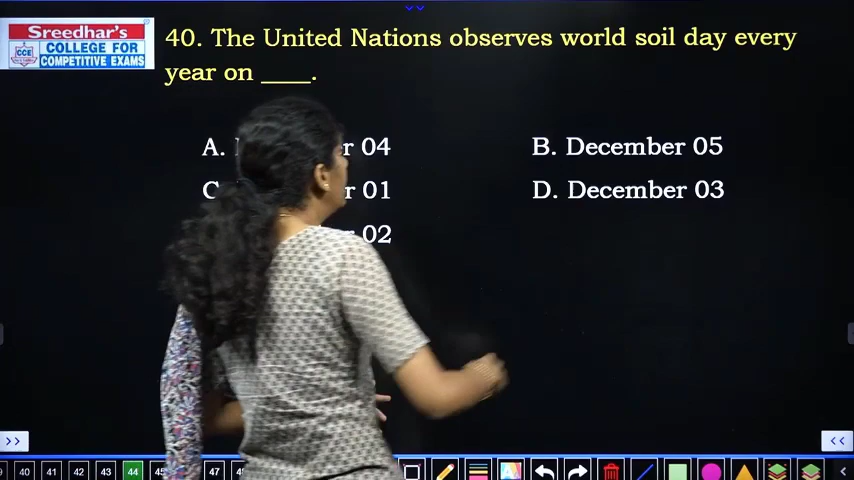 Sreedhar's
CCE
COLLEGE FOR
COMPETITIVE EXAMS
40. The United Nations observes world soil day every
year on ____.
A. r 04
B. December 05
C r 01
D. December 03
r 02
>>
<<
40 41 42 43 44 45 47